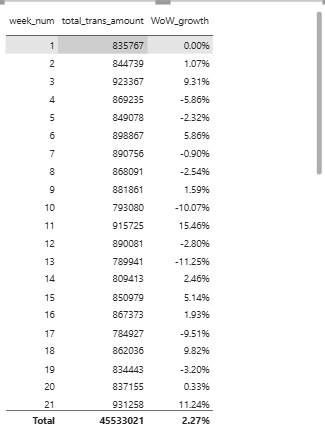 week_num total_trans_amount WoW_growth
1 835767 0.00%
2 844739 1.07%
3 923367 9.31%
4 869235 -5.86%
5 849078 -2.32%
6 898867 5.86%
7 890756 -0.90%
8 868091 -2.54%
9 881861 1.59%
10 793080 -10.07%
11 915725 15.46%
12 890081 -2.80%
13 789941 -11.25%
14 809413 2.46%
15 850979 5.14%
16 867373 1.93%
17 784927 -9.51%
18 862036 9.82%
19 834443 -3.20%
20 837155 0.33%
21 931258 11.24%
Total 45533021 2.27%